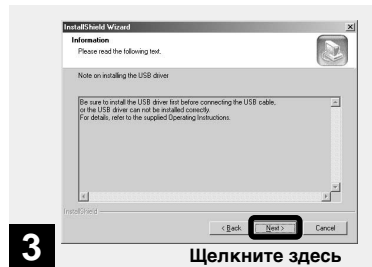 InstallShield Wizard
Information
Please read the following text.
Note on installing the USB driver
Be sure to install the USB driver first before connecting the USB cable,
or the USB driver can not be installed correctly.
For details, refer to the supplied Operating Instructions.
InstallShield
< Back
Next >
Cancel
3
Щелкните здесь